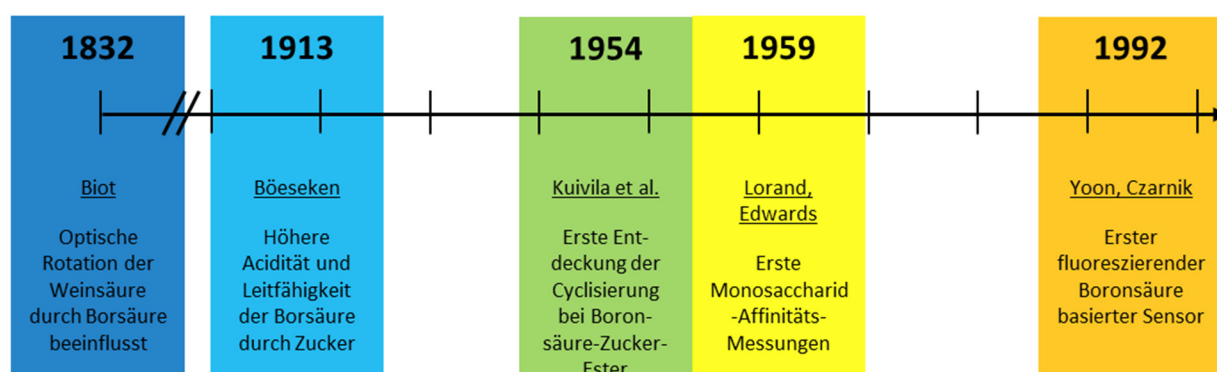 1832
Biot
Optische
Rotation der
Weinsäure
durch Borsäure
beeinflusst
1913
Böeseken
Höhere
Acidität und
Leitfähigkeit
der Borsäure
durch Zucker
1954
Kuivila et al.
Erste Ent-
deckung der
Cyclisierung
bei Boron-
säure-Zucker-
Ester
1959
Lorand,
Edwards
Erste
Monosaccharid
-Affinitäts-
Messungen
1992
Yoon, Czarnik
Erster
fluoreszierender
Boronsäure
basierter Sensor